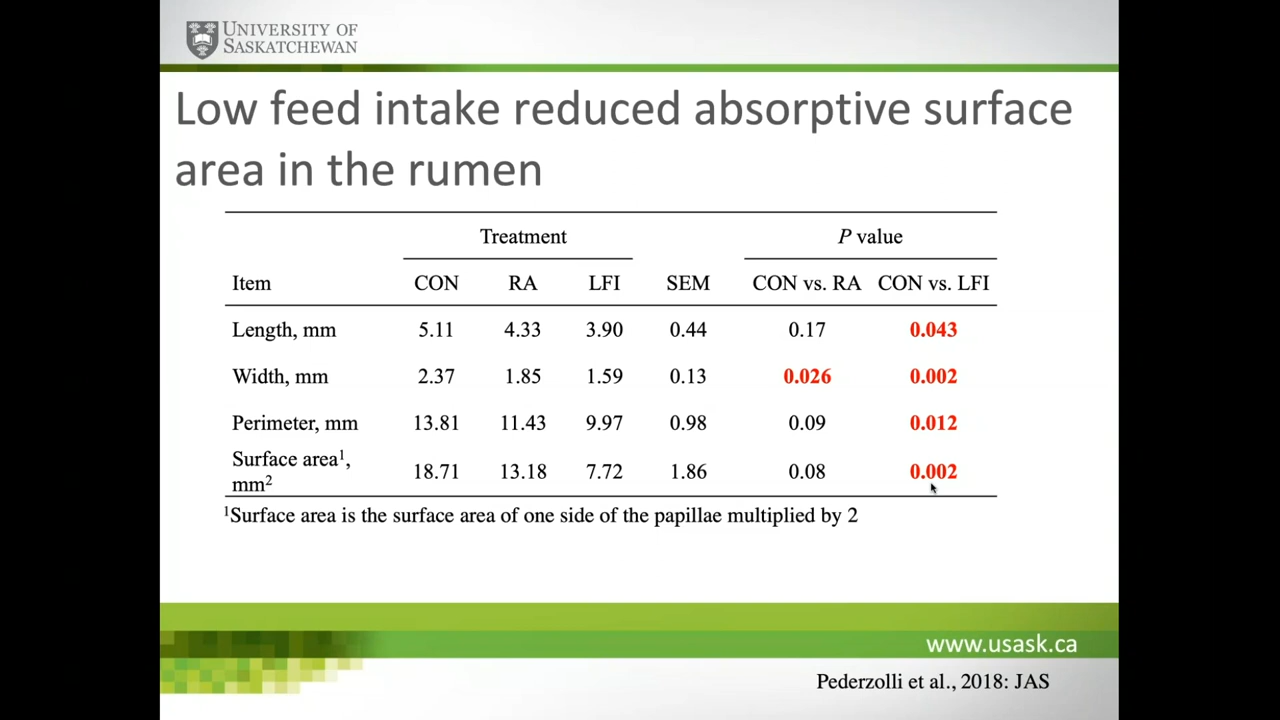 UNIVERSITY OF
SASKATCHEWAN
Low feed intake reduced absorptive surface
area in the rumen
Treatment P value
Item CON RA LFI SEM CON vs. RA CON vs. LFI
Length, mm 5.11 4.33 3.90 0.44 0.17 0.043
Width, mm 2.37 1.85 1.59 0.13 0.026 0.002
Perimeter, mm 13.81 11.43 9.97 0.98 0.09 0.012
Surface area¹,
mm² 18.71 13.18 7.72 1.86 0.08 0.002
¹Surface area is the surface area of one side of the papillae multiplied by 2
www.usask.ca
Pederzolli et al., 2018: JAS